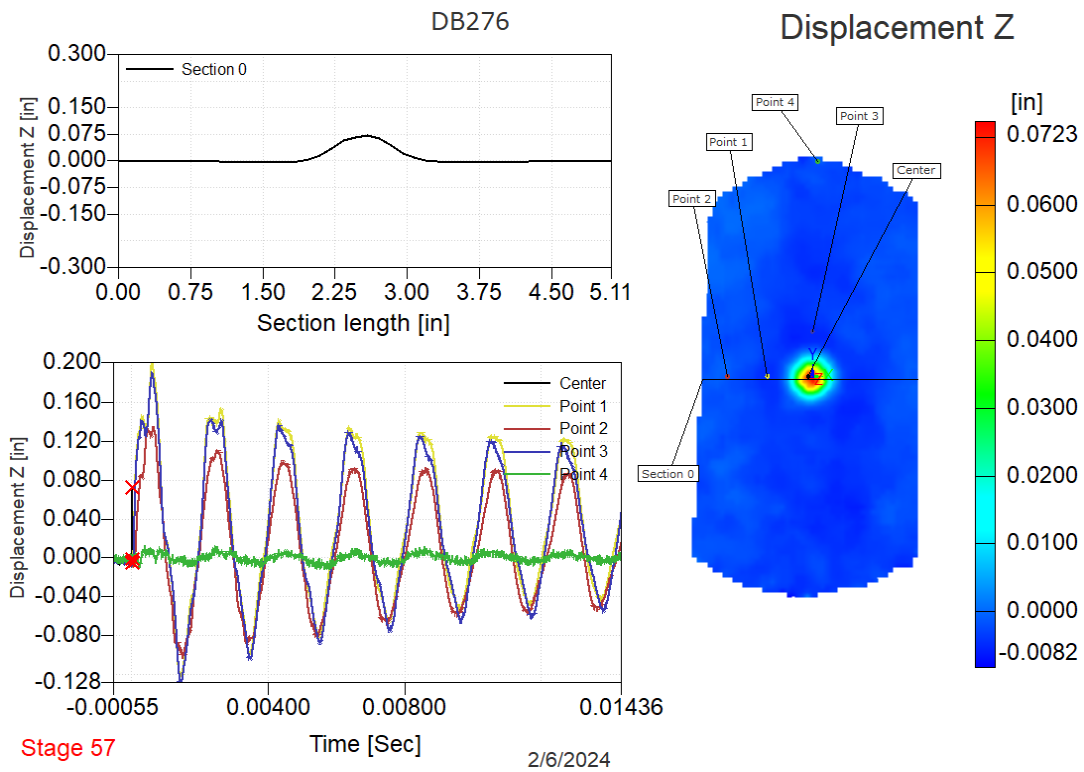 DB276
Displacement Z
0.300
0.150
0.075
0.000
-0.075
-0.150
-0.300
Displacement Z [in]
Section 0
0.00 0.75 1.50 2.25 3.00 3.75 4.50 5.11
Section length [in]
0.200
0.160
0.120
0.080
0.040
0.000
-0.040
-0.080
-0.128
Displacement Z [in]
Center
Point 1
Point 2
Point 3
Point 4
-0.00055 0.00400 0.00800 0.01436
Time [Sec]
Stage 57
2/6/2024
Point 4
Point 3
Point 1
Center
Point 2
Section 0
Y
Z
[in]
0.0723
0.0600
0.0500
0.0400
0.0300
0.0200
0.0100
0.0000
-0.0082